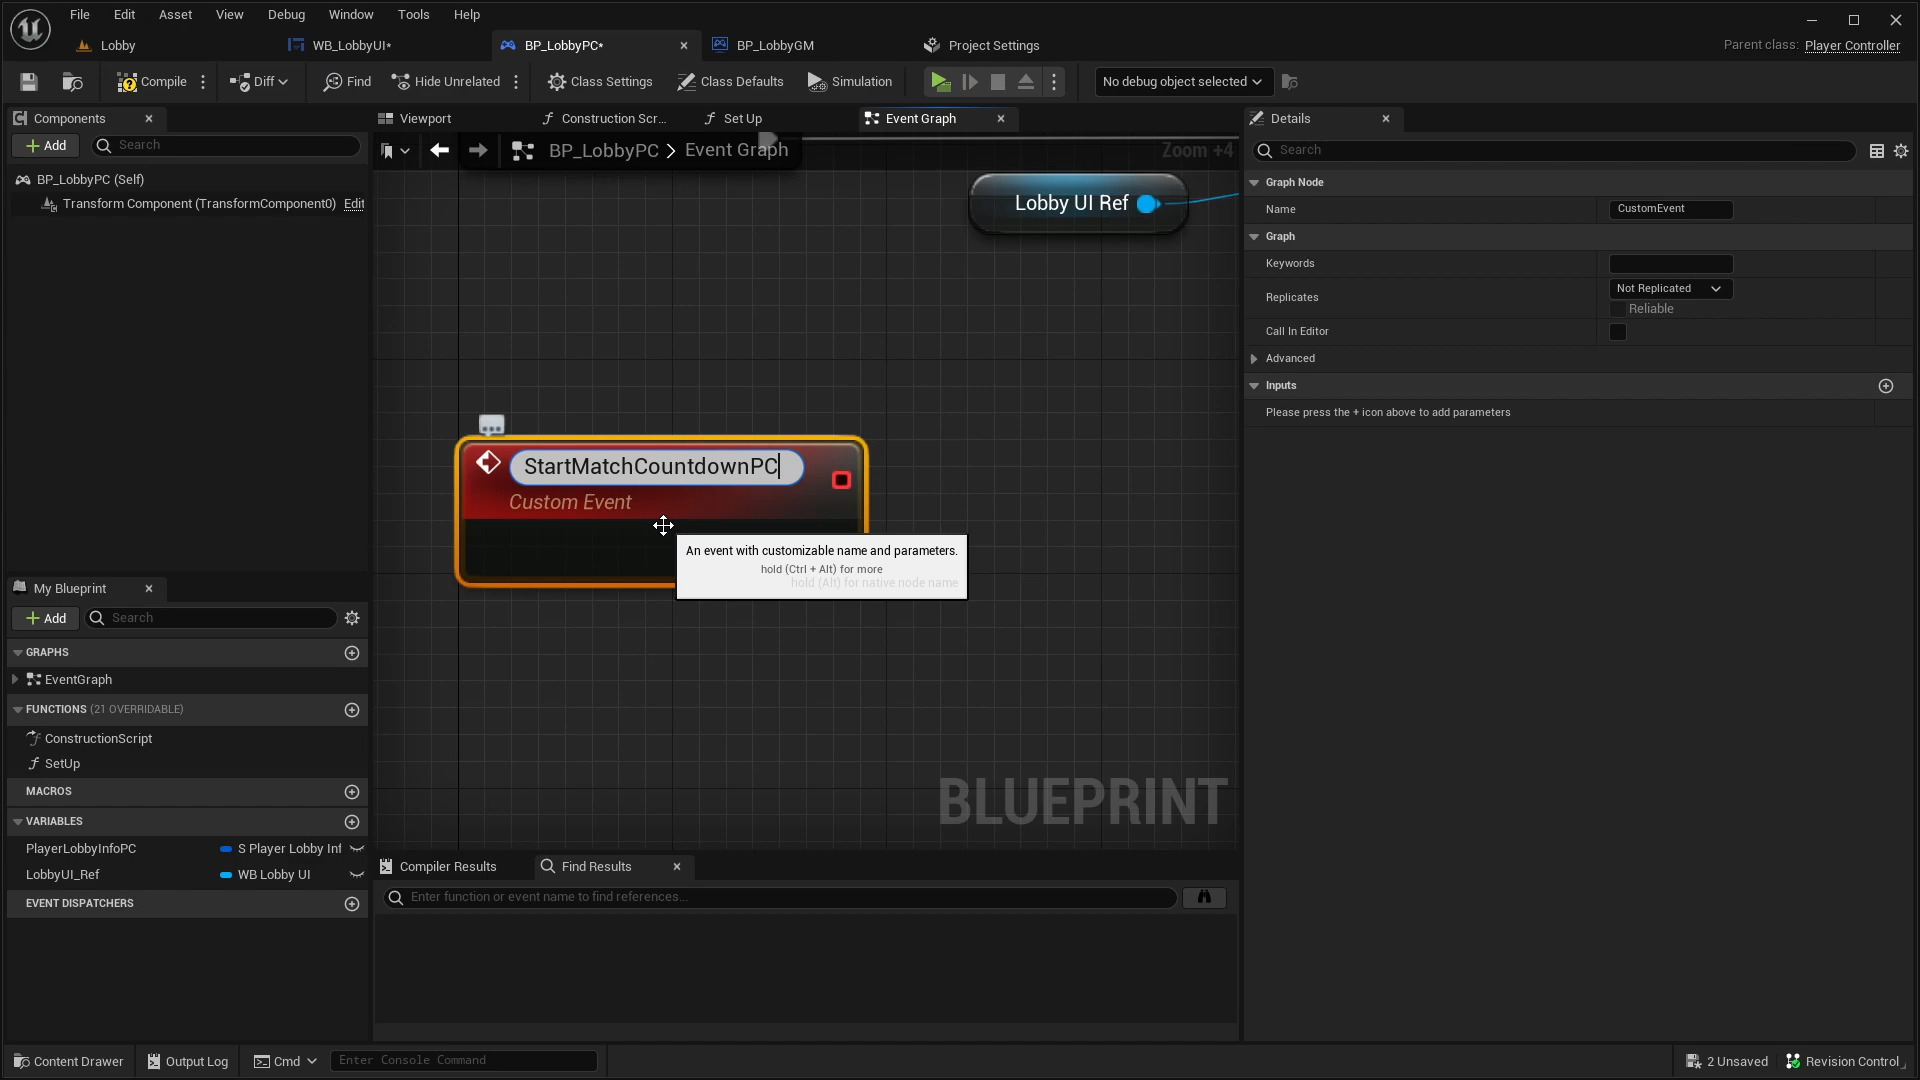 File Edit Asset View Debug Window Tools Help
Lobby WB_LobbyUI* BP_LobbyPC* BP_LobbyGM Project Settings Parent class: Player Controller
Compile Diff Find Hide Unrelated Class Settings Class Defaults Simulation No debug object selected
Components Viewport Construction Scr... Set Up Event Graph Details
Add Search BP_LobbyPC > Event Graph Zoom +4 Search
BP_LobbyPC (Self)
Transform Component (TransformComponent0) Edit
Lobby UI Ref
Graph Node
Name CustomEvent
Graph
Keywords
Replicates Not Replicated
Reliable
Call In Editor
Advanced
Inputs
Please press the + icon above to add parameters
StartMatchCountdownPC
Custom Event
An event with customizable name and parameters.
hold (Ctrl + Alt) for more
hold (Alt) for native node name
BLUEPRINT
My Blueprint
Add Search
GRAPHS
EventGraph
FUNCTIONS (21 OVERRIDABLE)
ConstructionScript
SetUp
MACROS
VARIABLES
PlayerLobbyInfoPC S Player Lobby Inf
LobbyUI_Ref WB Lobby UI
EVENT DISPATCHERS
Compiler Results Find Results
Enter function or event name to find references...
Content Drawer Output Log Cmd Enter Console Command 2 Unsaved Revision Control